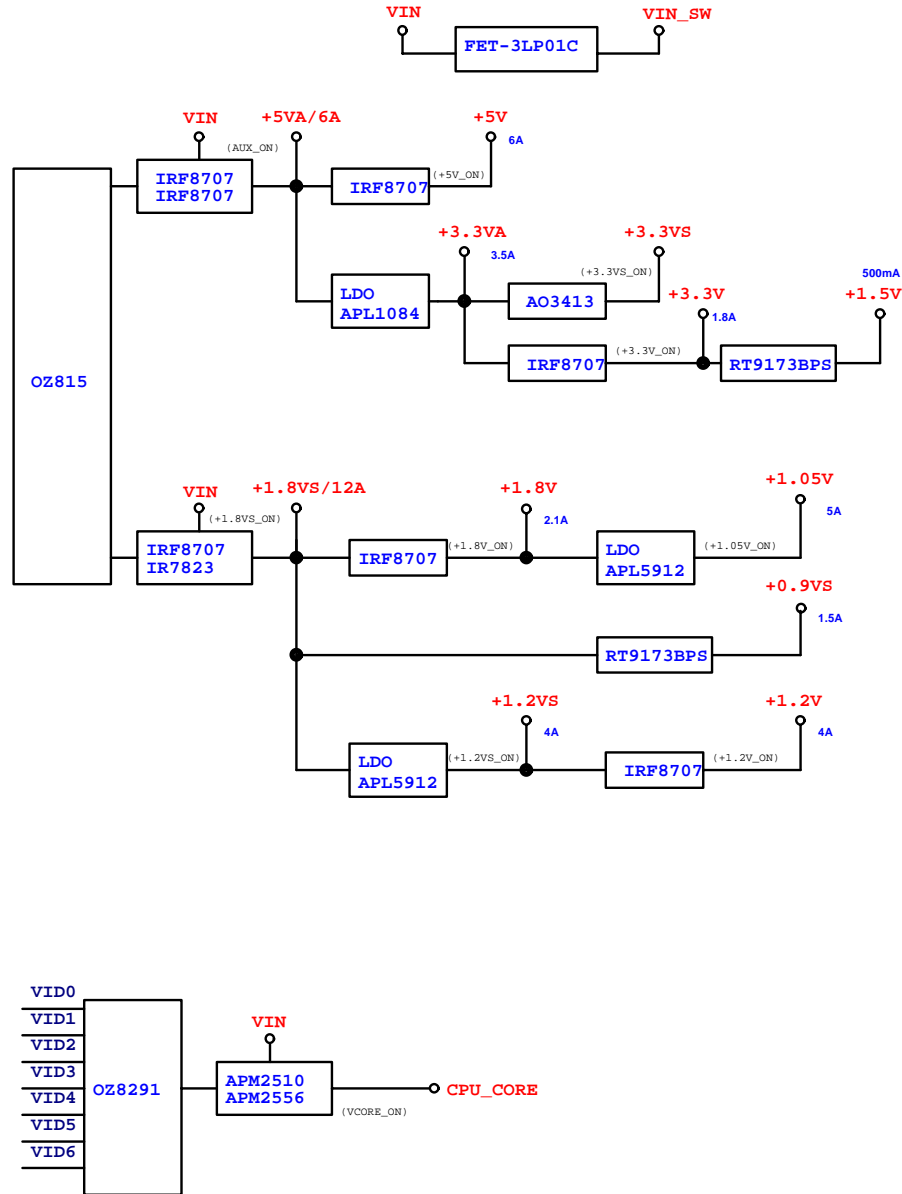 VIN
VIN_SW
FET-3LP01C
VIN
+5VA/6A
+5V
(AUX_ON)
6A
IRF8707
IRF8707
IRF8707
(+5V_ON)
+3.3VA
+3.3VS
3.5A
(+3.3VS_ON)
500mA
LDO
APL1084
AO3413
+3.3V
+1.5V
1.8A
IRF8707
(+3.3V_ON)
RT9173BPS
OZ815
VIN
+1.8VS/12A
+1.8V
+1.05V
(+1.8VS_ON)
2.1A
5A
IRF8707
IR7823
IRF8707
(+1.8V_ON)
LDO
APL5912
(+1.05V_ON)
+0.9VS
1.5A
RT9173BPS
+1.2VS
+1.2V
4A
4A
LDO
APL5912
(+1.2VS_ON)
IRF8707
(+1.2V_ON)
VID0
VID1
VID2
VID3
VID4
VID5
VID6
OZ8291
VIN
APM2510
APM2556
(VCORE_ON)
CPU_CORE